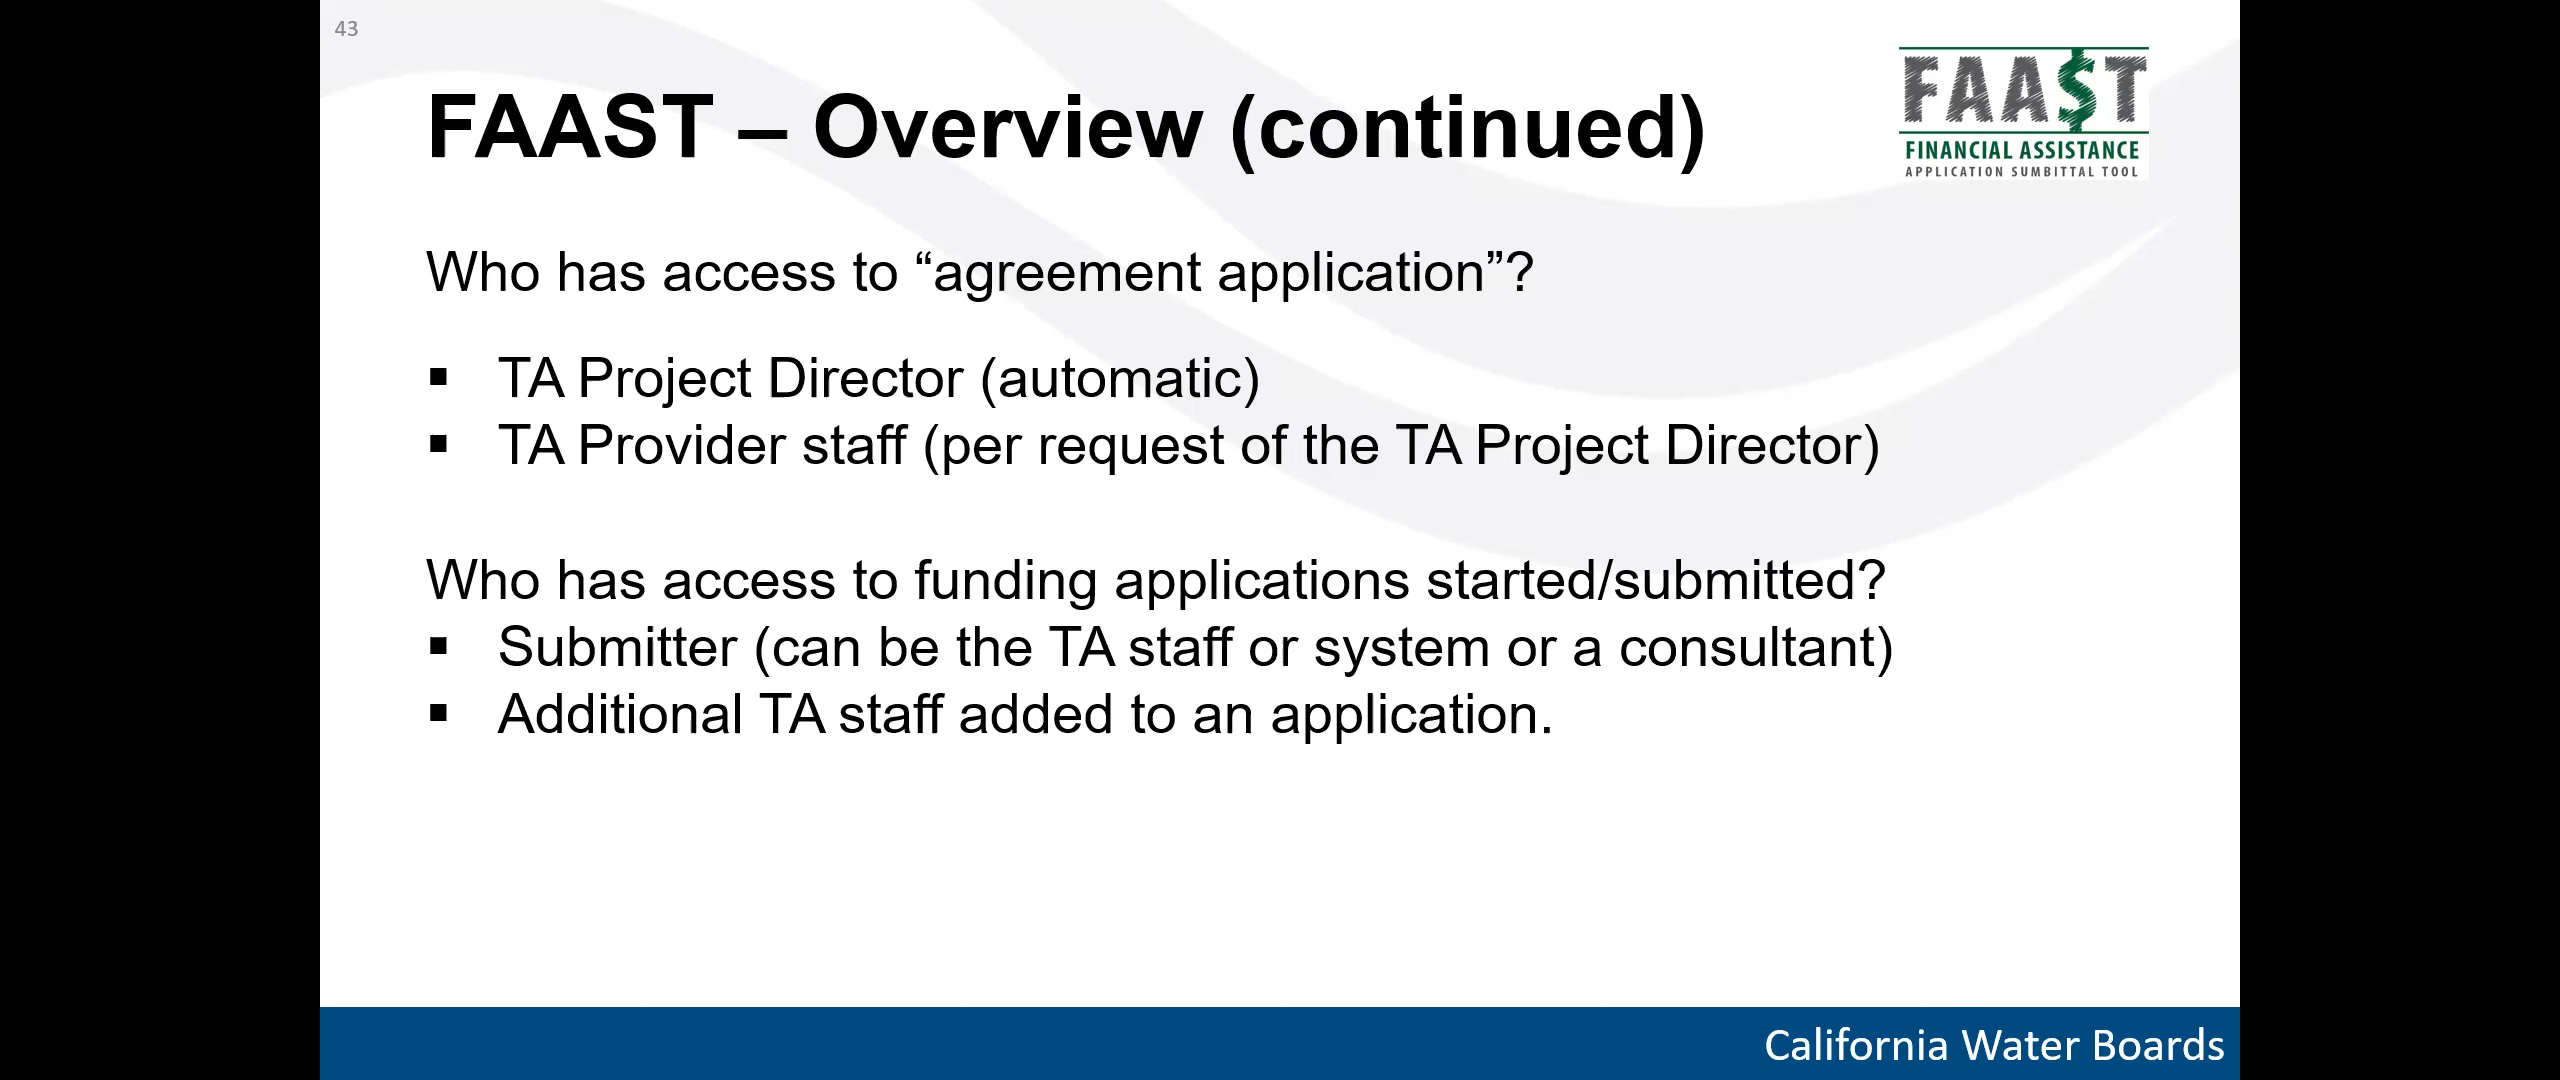 43
FAAST – Overview (continued)
FAA$T
FINANCIAL ASSISTANCE
APPLICATION SUMBITTAL TOOL
Who has access to “agreement application”?
▪ TA Project Director (automatic)
▪ TA Provider staff (per request of the TA Project Director)
Who has access to funding applications started/submitted?
▪ Submitter (can be the TA staff or system or a consultant)
▪ Additional TA staff added to an application.
California Water Boards